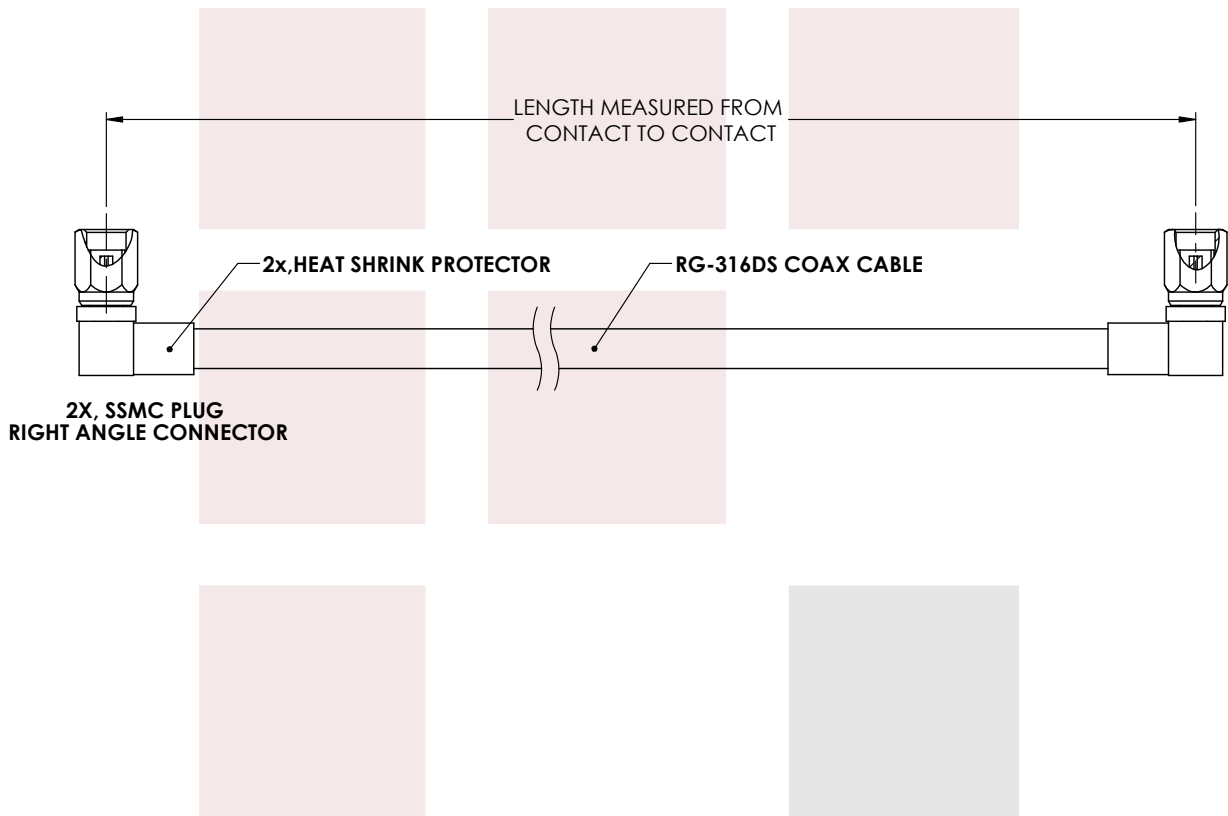 LENGTH MEASURED FROM
CONTACT TO CONTACT
2x,HEAT SHRINK PROTECTOR
RG-316DS COAX CABLE
2X, SSMC PLUG
RIGHT ANGLE CONNECTOR